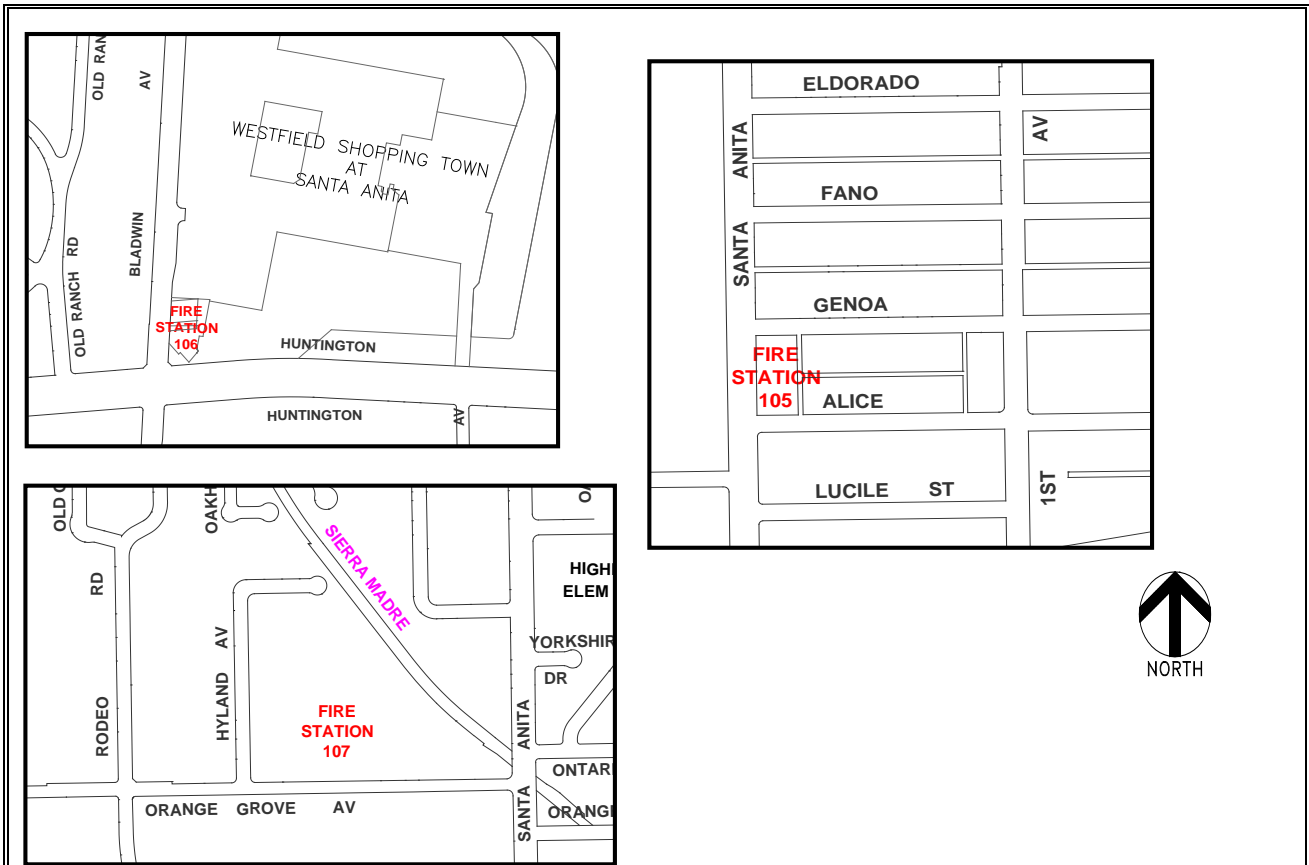 OLD RAN
AV
WESTFIELD SHOPPING TOWN
AT
SANTA ANITA
BLADWIN
OLD RANCH RD
FIRE
STATION
106
HUNTINGTON
HUNTINGTON
AV
ELDORADO
SANTA ANITA
AV
FANO
GENOA
FIRE
STATION
105
ALICE
LUCILE ST
1ST
OAKH
SIERRA MADRE
HIGH
ELEM
RODEO RD
HYLAND AV
YORKSHIR
DR
FIRE
STATION
107
SANTA ANITA
ONTARI
ORANGE GROVE AV
ORANG
NORTH